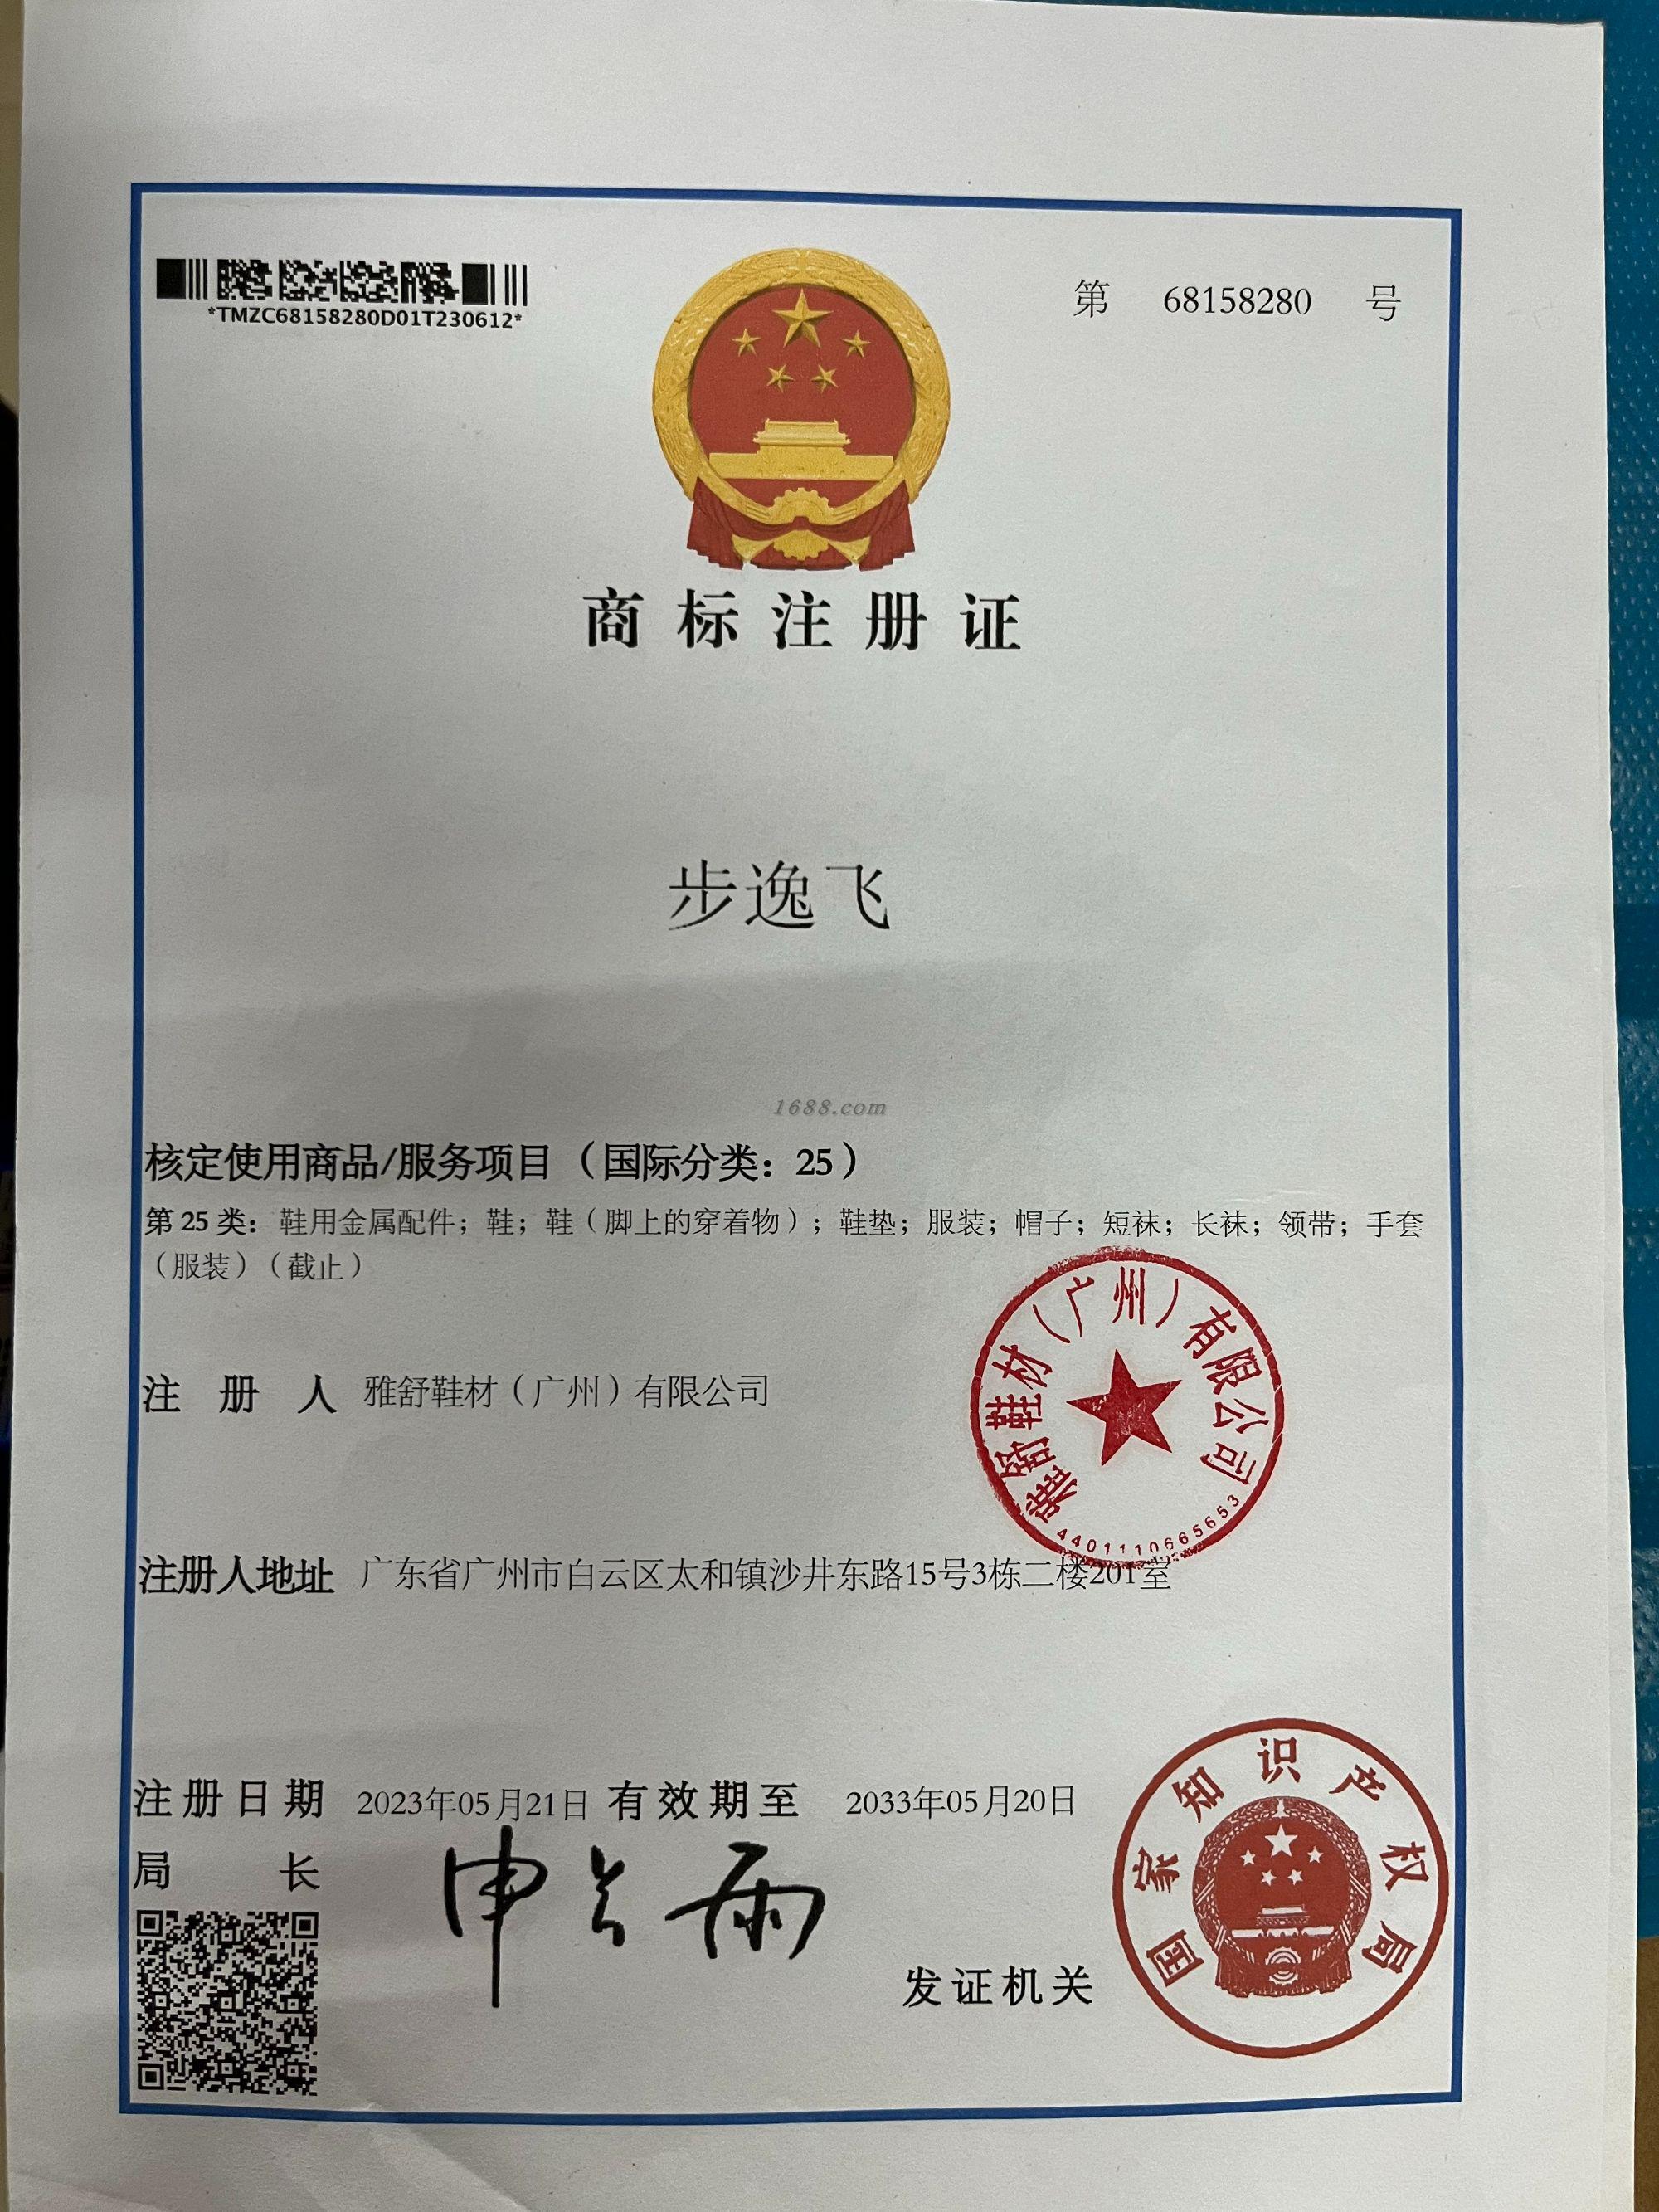 *TMZC68158280D01T230612*
第 68158280 号
商标注册证
步逸飞
1688.com
核定使用商品/服务项目（国际分类：25）
第 25 类：鞋用金属配件；鞋；鞋（脚上的穿着物）；鞋垫；服装；帽子；短袜；长袜；领带；手套
（服装）（截止）
雅舒鞋材（广州）有限公司
4401110665653
注册人 雅舒鞋材（广州）有限公司
注册人地址 广东省广州市白云区太和镇沙井东路15号3栋二楼201室
注册日期 2023年05月21日 有效期至 2033年05月20日
局长 申长雨
发证机关
国家知识产权局